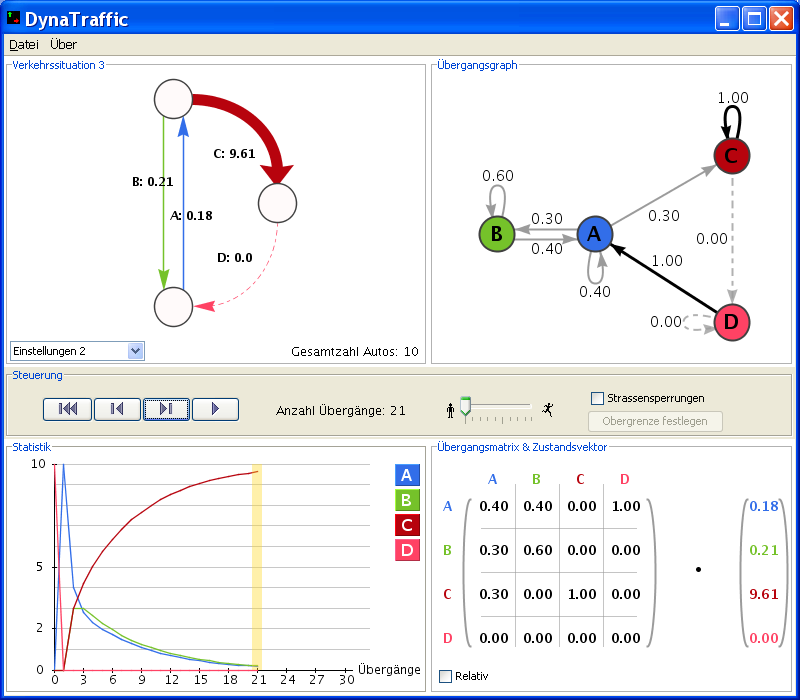 DynaTraffic
Datei Über
Verkehrssituation 3
C: 9.61
B: 0.21
A: 0.18
D: 0.0
Einstellungen 2
Gesamtzahl Autos: 10
Übergangsgraph
1.00
C
0.60
0.30
0.30
B
A
0.40
0.00
1.00
0.40
0.00
D
Steuerung
Anzahl Übergänge: 21
Strassensperrungen
Obergrenze festlegen
Statistik
10
5
2
0
0 3 6 9 12 15 18 21 24 27 30
Übergänge
A
B
C
D
Übergangsmatrix & Zustandsvektor
A B C D
A 0.40 0.40 0.00 1.00 0.18
B 0.30 0.60 0.00 0.00 0.21
C 0.30 0.00 1.00 0.00 9.61
D 0.00 0.00 0.00 0.00 0.00
Relativ